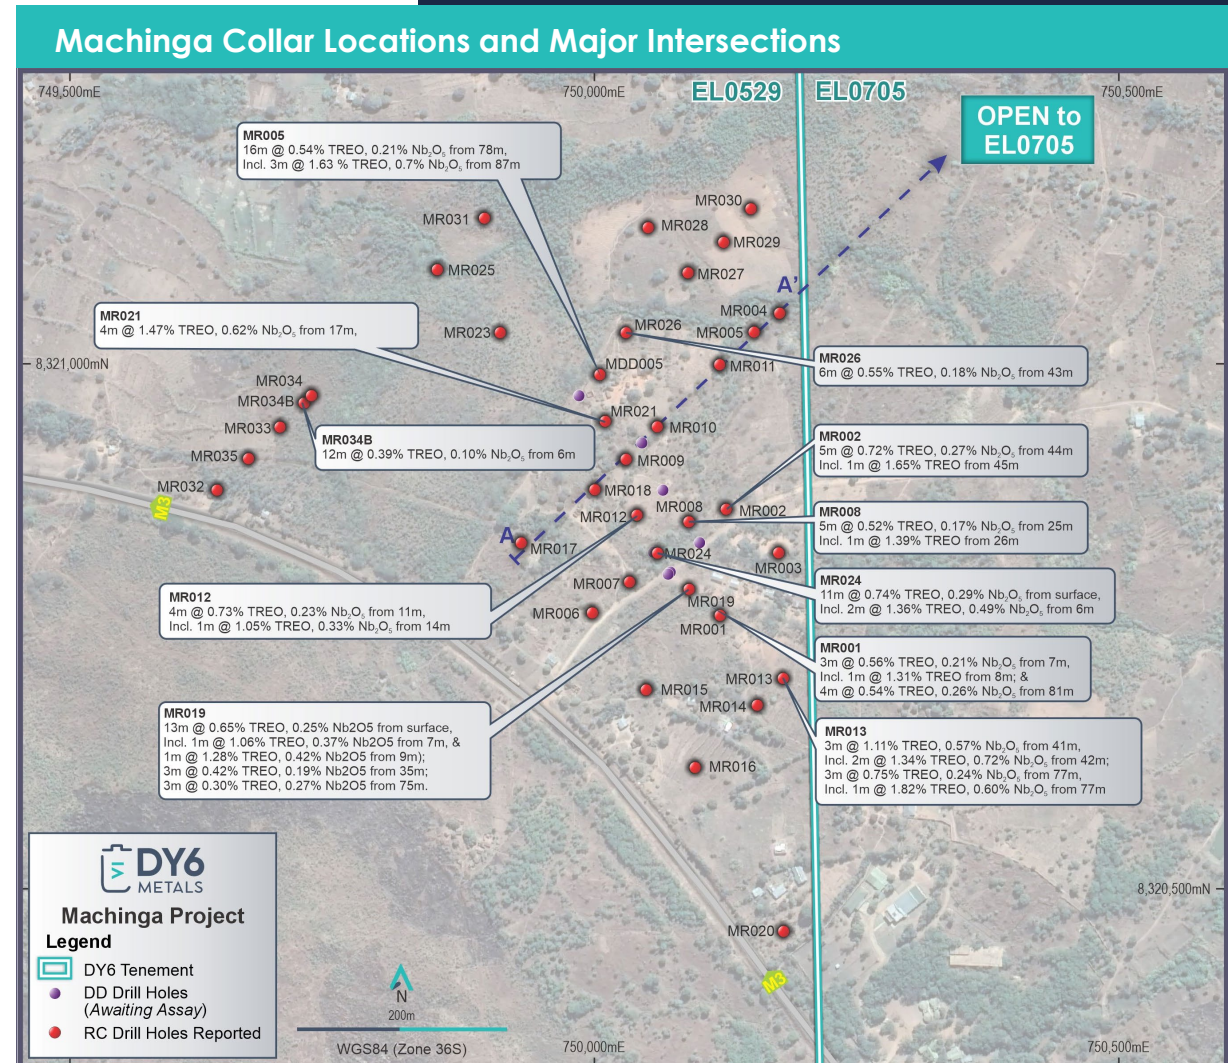 Machinga Collar Locations and Major Intersections
749,500mE
750,000mE
EL0529
EL0705
750,500mE
OPEN to
EL0705
MR005
16m @ 0.54% TREO, 0.21% Nb₂O₅ from 78m,
Incl. 3m @ 1.63 % TREO, 0.7% Nb₂O₅ from 87m
MR030
MR031
MR028
MR029
MR025
MR027
A'
MR021
4m @ 1.47% TREO, 0.62% Nb₂O₅ from 17m,
MR004
MR023
MR026
MR005
8,321,000mN
MDD005
MR011
MR026
6m @ 0.55% TREO, 0.18% Nb₂O₅ from 43m
MR034
MR034B
MR021
MR033
MR010
MR034B
12m @ 0.39% TREO, 0.10% Nb₂O₅ from 6m
MR002
5m @ 0.72% TREO, 0.27% Nb₂O₅ from 44m
Incl. 1m @ 1.65% TREO from 45m
MR035
MR009
MR032
MR018
M3
MR008
MR002
MR012
MR008
5m @ 0.52% TREO, 0.17% Nb₂O₅ from 25m
Incl. 1m @ 1.39% TREO from 26m
A
MR017
MR024
MR003
MR007
MR024
11m @ 0.74% TREO, 0.29% Nb₂O₅ from surface,
Incl. 2m @ 1.36% TREO, 0.49% Nb₂O₅ from 6m
MR012
4m @ 0.73% TREO, 0.23% Nb₂O₅ from 11m,
Incl. 1m @ 1.05% TREO, 0.33% Nb₂O₅ from 14m
MR006
MR019
MR001
MR001
3m @ 0.56% TREO, 0.21% Nb₂O₅ from 7m,
Incl. 1m @ 1.31% TREO from 8m; &
4m @ 0.54% TREO, 0.26% Nb₂O₅ from 81m
MR013
MR015
MR014
MR019
13m @ 0.65% TREO, 0.25% Nb2O5 from surface,
Incl. 1m @ 1.06% TREO, 0.37% Nb2O5 from 7m, &
1m @ 1.28% TREO, 0.42% Nb2O5 from 9m);
3m @ 0.42% TREO, 0.19% Nb2O5 from 35m;
3m @ 0.30% TREO, 0.27% Nb2O5 from 75m.
MR013
3m @ 1.11% TREO, 0.57% Nb₂O₅ from 41m,
Incl. 2m @ 1.34% TREO, 0.72% Nb₂O₅ from 42m;
3m @ 0.75% TREO, 0.24% Nb₂O₅ from 77m,
Incl. 1m @ 1.82% TREO, 0.60% Nb₂O₅ from 77m
MR016
DY6
METALS
Machinga Project
Legend
DY6 Tenement
DD Drill Holes
(Awaiting Assay)
RC Drill Holes Reported
8,320,500mN
MR020
M3
N
200m
WGS84 (Zone 36S)
750,000mE
750,500mE